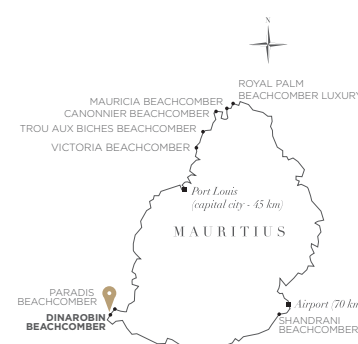 N
ROYAL PALM
BEACHCOMBER LUXURY
MAURICIA BEACHCOMBER
CANONNIER BEACHCOMBER
TROU AUX BICHES BEACHCOMBER
VICTORIA BEACHCOMBER
Port Louis
(capital city - 45 km)
MAURITIUS
PARADIS
BEACHCOMBER
DINAROBIN
BEACHCOMBER
Airport (70 km
SHANDRANI
BEACHCOMBER